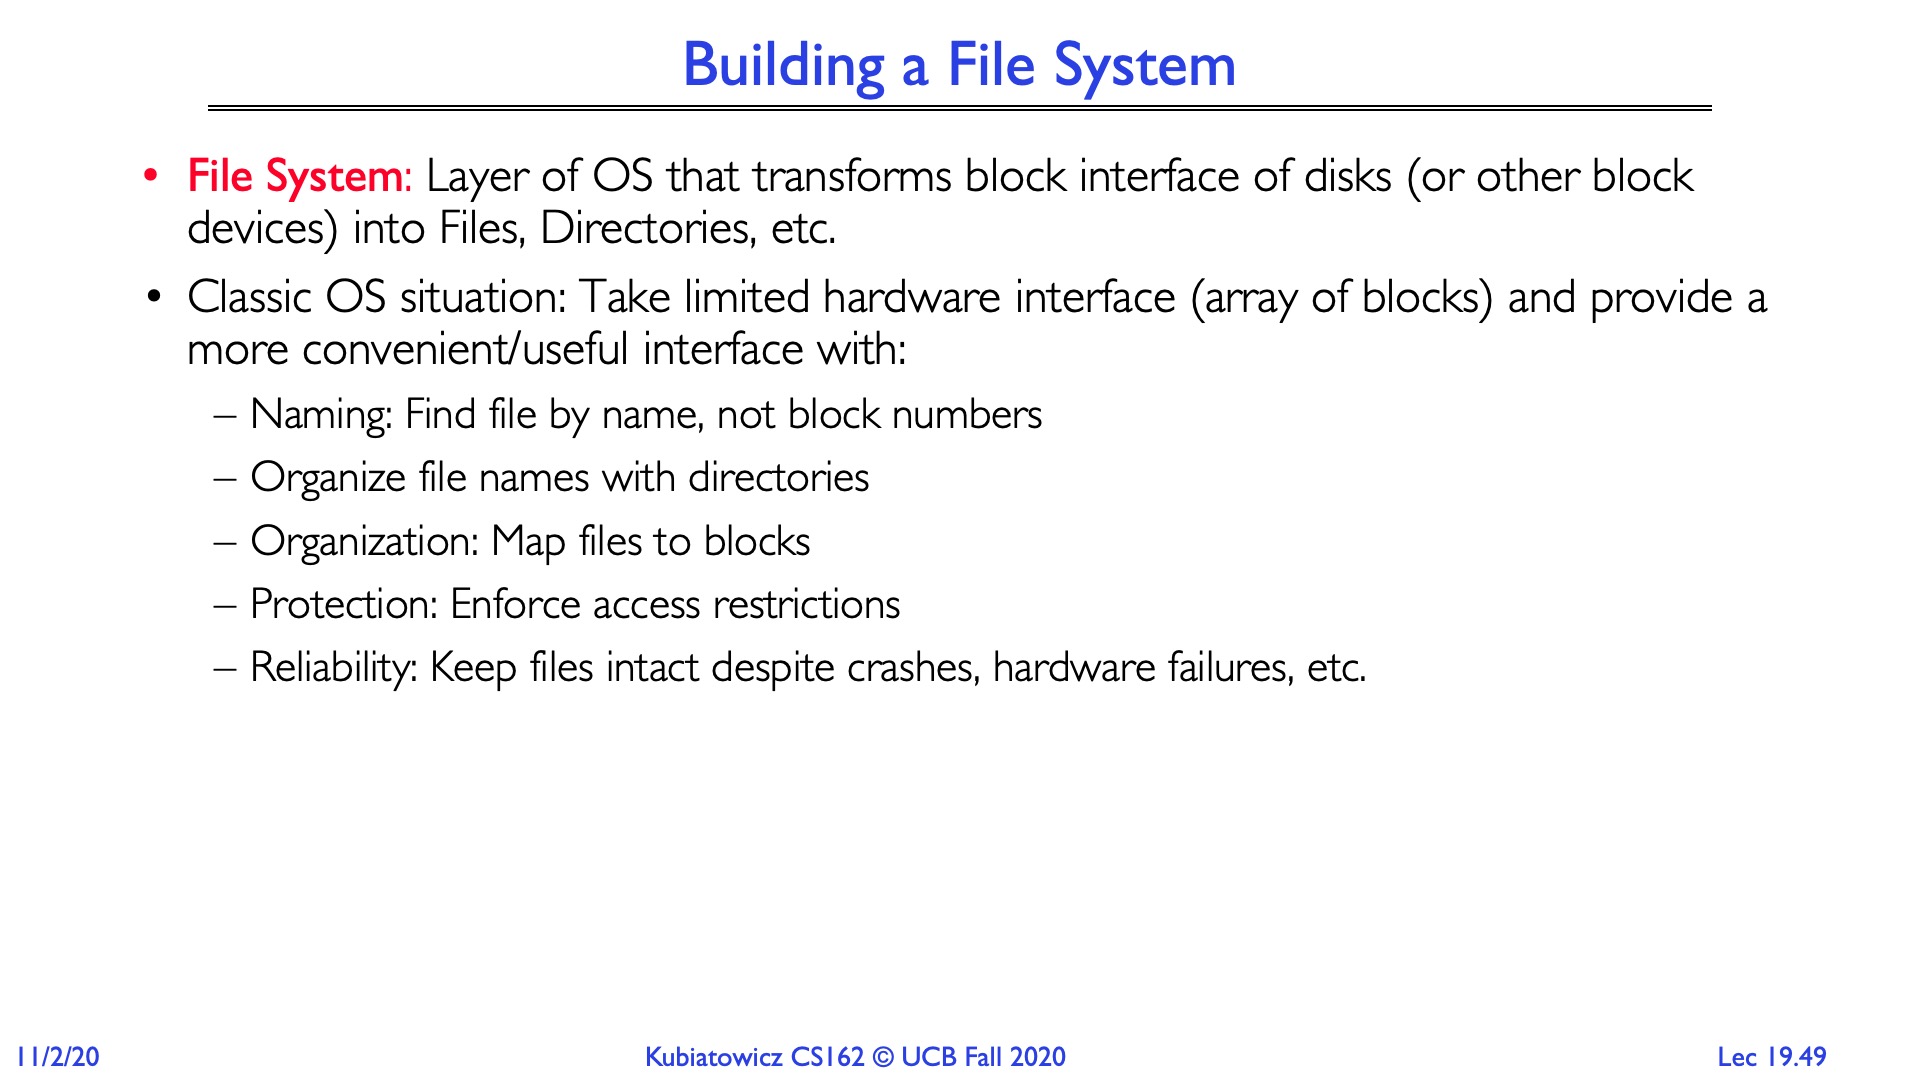 Building a File System
• File System: Layer of OS that transforms block interface of disks (or other block
devices) into Files, Directories, etc.
• Classic OS situation: Take limited hardware interface (array of blocks) and provide a
more convenient/useful interface with:
– Naming: Find file by name, not block numbers
– Organize file names with directories
– Organization: Map files to blocks
– Protection: Enforce access restrictions
– Reliability: Keep files intact despite crashes, hardware failures, etc.
11/2/20
Kubiatowicz CS162 © UCB Fall 2020
Lec 19.49